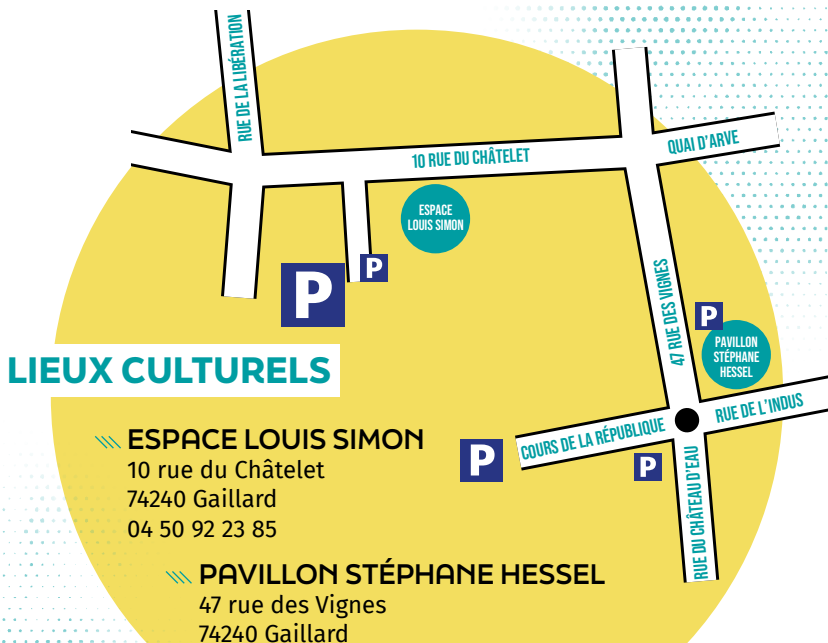 RUE DE LA LIBÉRATION
10 RUE DU CHÂTELET
QUAI D'ARVE
ESPACE
LOUIS SIMON
P
P
47 RUE DES VIGNES
P
PAVILLON
STÉPHANE
HESSEL
LIEUX CULTURELS
RUE DE L'INDUS
COURS DE LA RÉPUBLIQUE
P
P
RUE DU CHÂTEAU D'EAU
ESPACE LOUIS SIMON
10 rue du Châtelet
74240 Gaillard
04 50 92 23 85
PAVILLON STÉPHANE HESSEL
47 rue des Vignes
74240 Gaillard